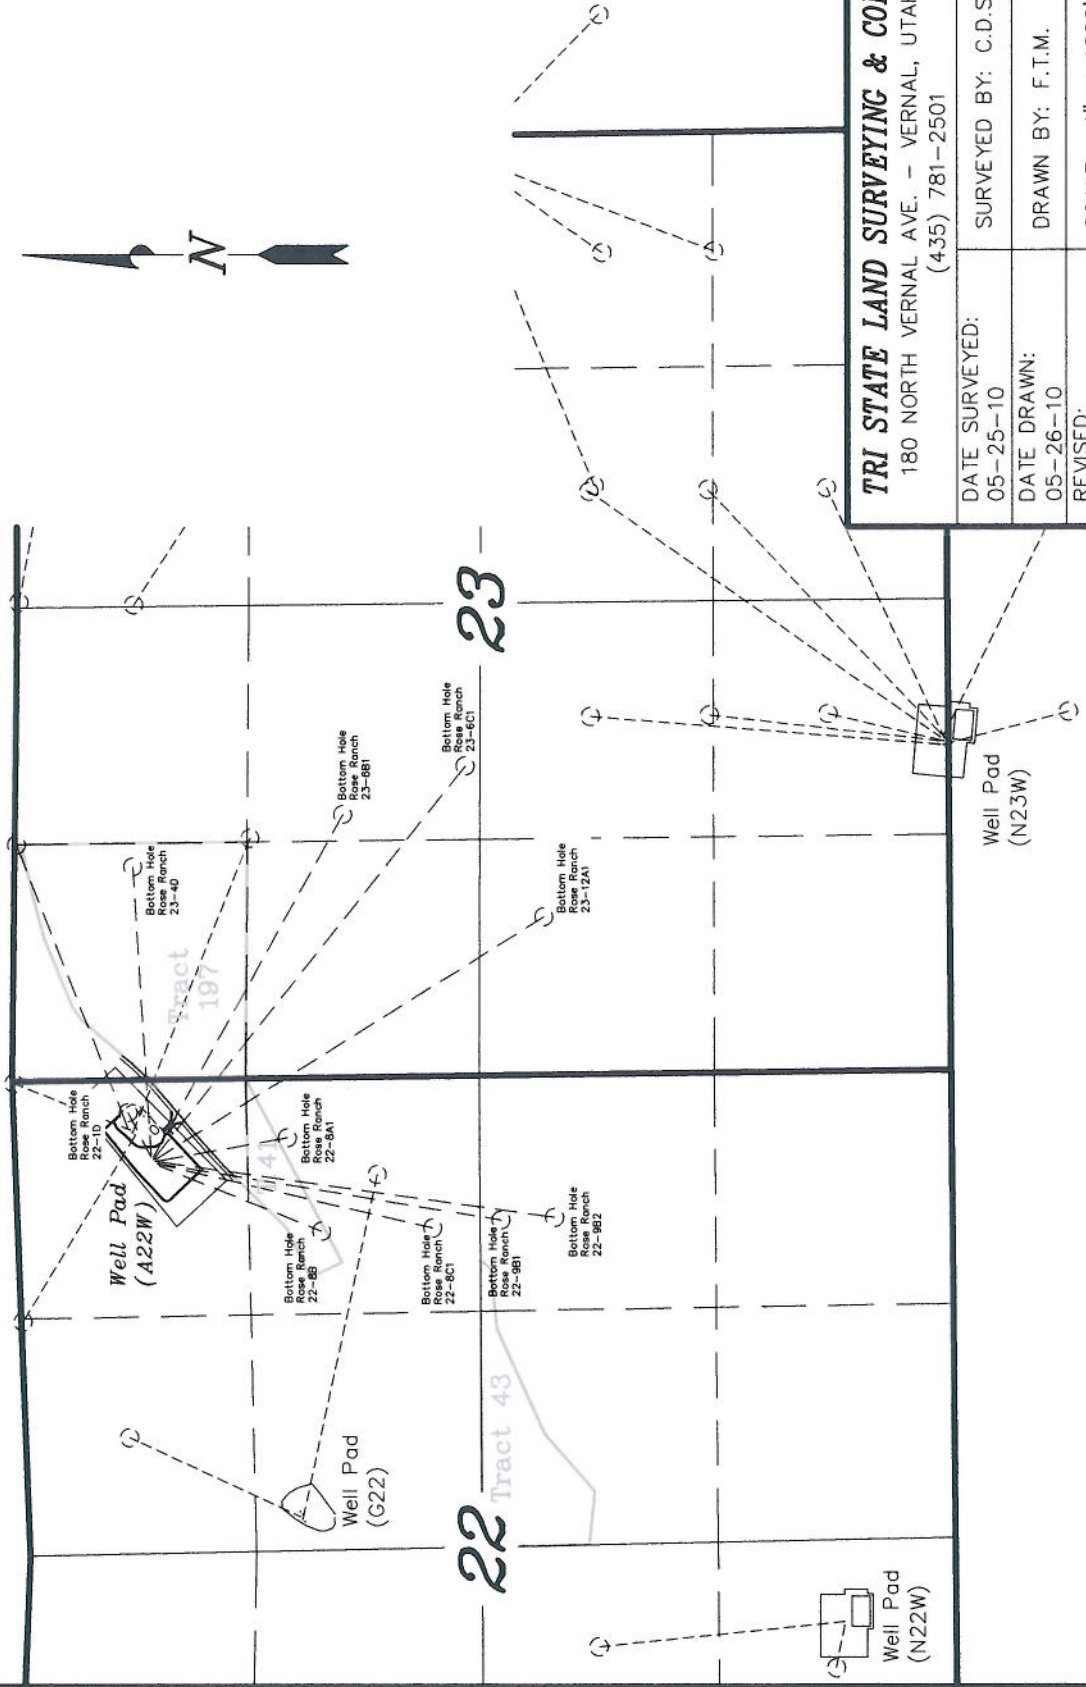 N
TRI STATE LAND SURVEYING &
180 NORTH VERNAL AVE. - VERNAL, UTAH
(435) 781-2501
DATE SURVEYED:
05-25-10
SURVEYED BY: C.D.S
DATE DRAWN:
05-26-10
DRAWN BY: F.T.M.
REVISED:
Well Pad
(A22W)
Bottom Hole
Rose Ranch
22-1D
Bottom Hole
Rose Ranch
23-4D
Tract
197
Bottom Hole
Rose Ranch
23-6B1
Bottom Hole
Rose Ranch
23-6C1
Bottom Hole
Rose Ranch
23-12A1
Bottom Hole
Rose Ranch
22-8A1
Bottom Hole
Rose Ranch
22-8B
Bottom Hole
Rose Ranch
22-8C1
Bottom Hole
Rose Ranch
22-9B1
Bottom Hole
Rose Ranch
22-9B2
41
Well Pad
(G22)
22
23
Tract 43
Well Pad
(N22W)
Well Pad
(N23W)